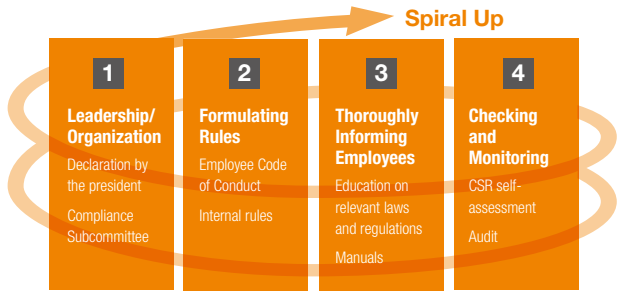 Spiral Up
1
Leadership/
Organization
Declaration by
the president
Compliance
Subcommittee
2
Formulating
Rules
Employee Code
of Conduct
Internal rules
3
Thoroughly
Informing
Employees
Education on
relevant laws
and regulations
Manuals
4
Checking
and
Monitoring
CSR self-
assessment
Audit